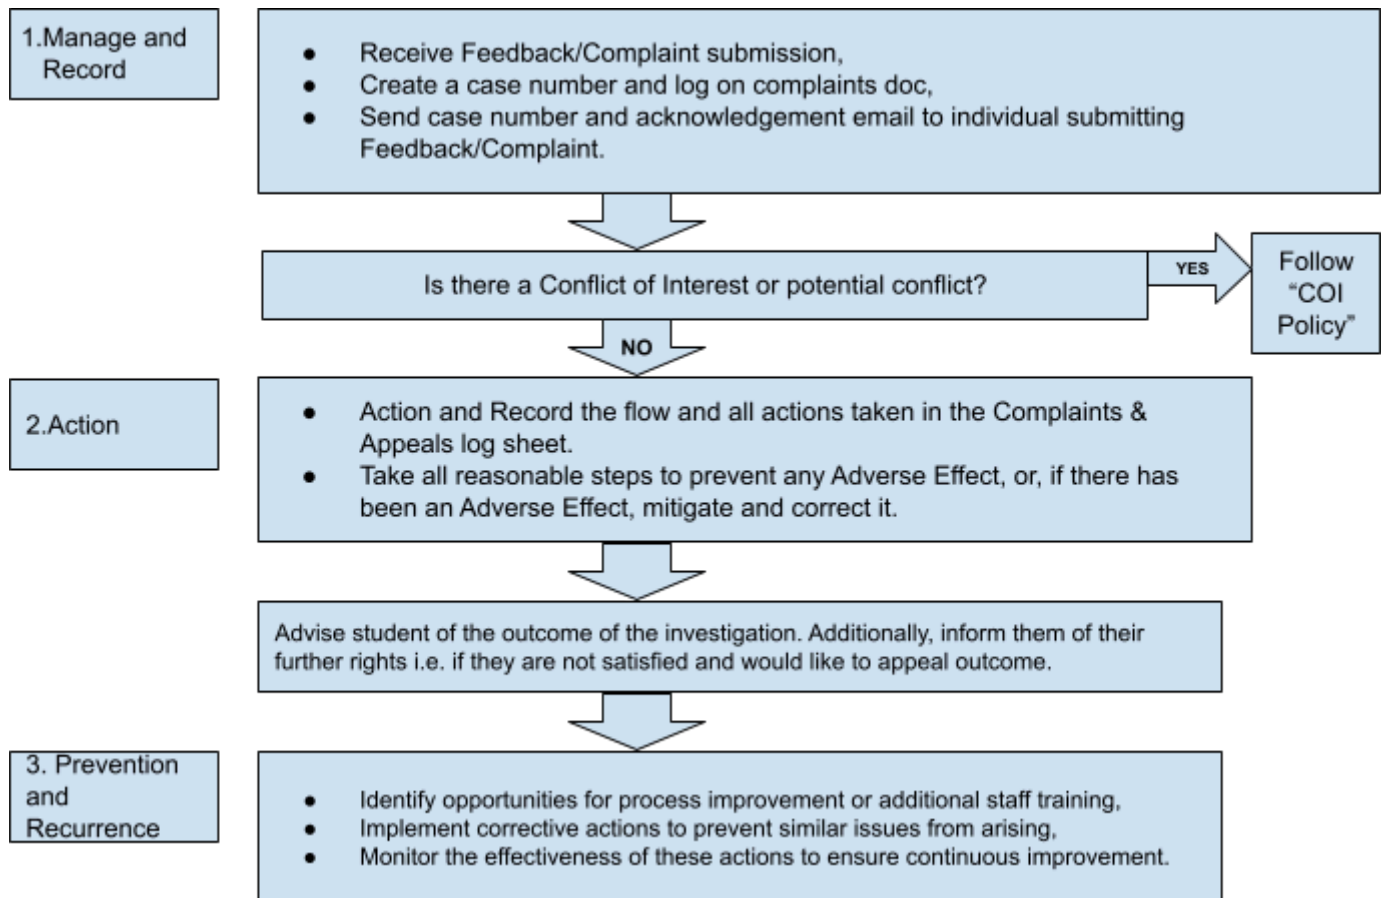 1.Manage and
Record
● Receive Feedback/Complaint submission,
● Create a case number and log on complaints doc,
● Send case number and acknowledgement email to individual submitting
Feedback/Complaint.
Is there a Conflict of Interest or potential conflict?
YES
Follow
“COI
Policy”
NO
2.Action
● Action and Record the flow and all actions taken in the Complaints &
Appeals log sheet.
● Take all reasonable steps to prevent any Adverse Effect, or, if there has
been an Adverse Effect, mitigate and correct it.
Advise student of the outcome of the investigation. Additionally, inform them of their
further rights i.e. if they are not satisfied and would like to appeal outcome.
3. Prevention
and
Recurrence
● Identify opportunities for process improvement or additional staff training,
● Implement corrective actions to prevent similar issues from arising,
● Monitor the effectiveness of these actions to ensure continuous improvement.